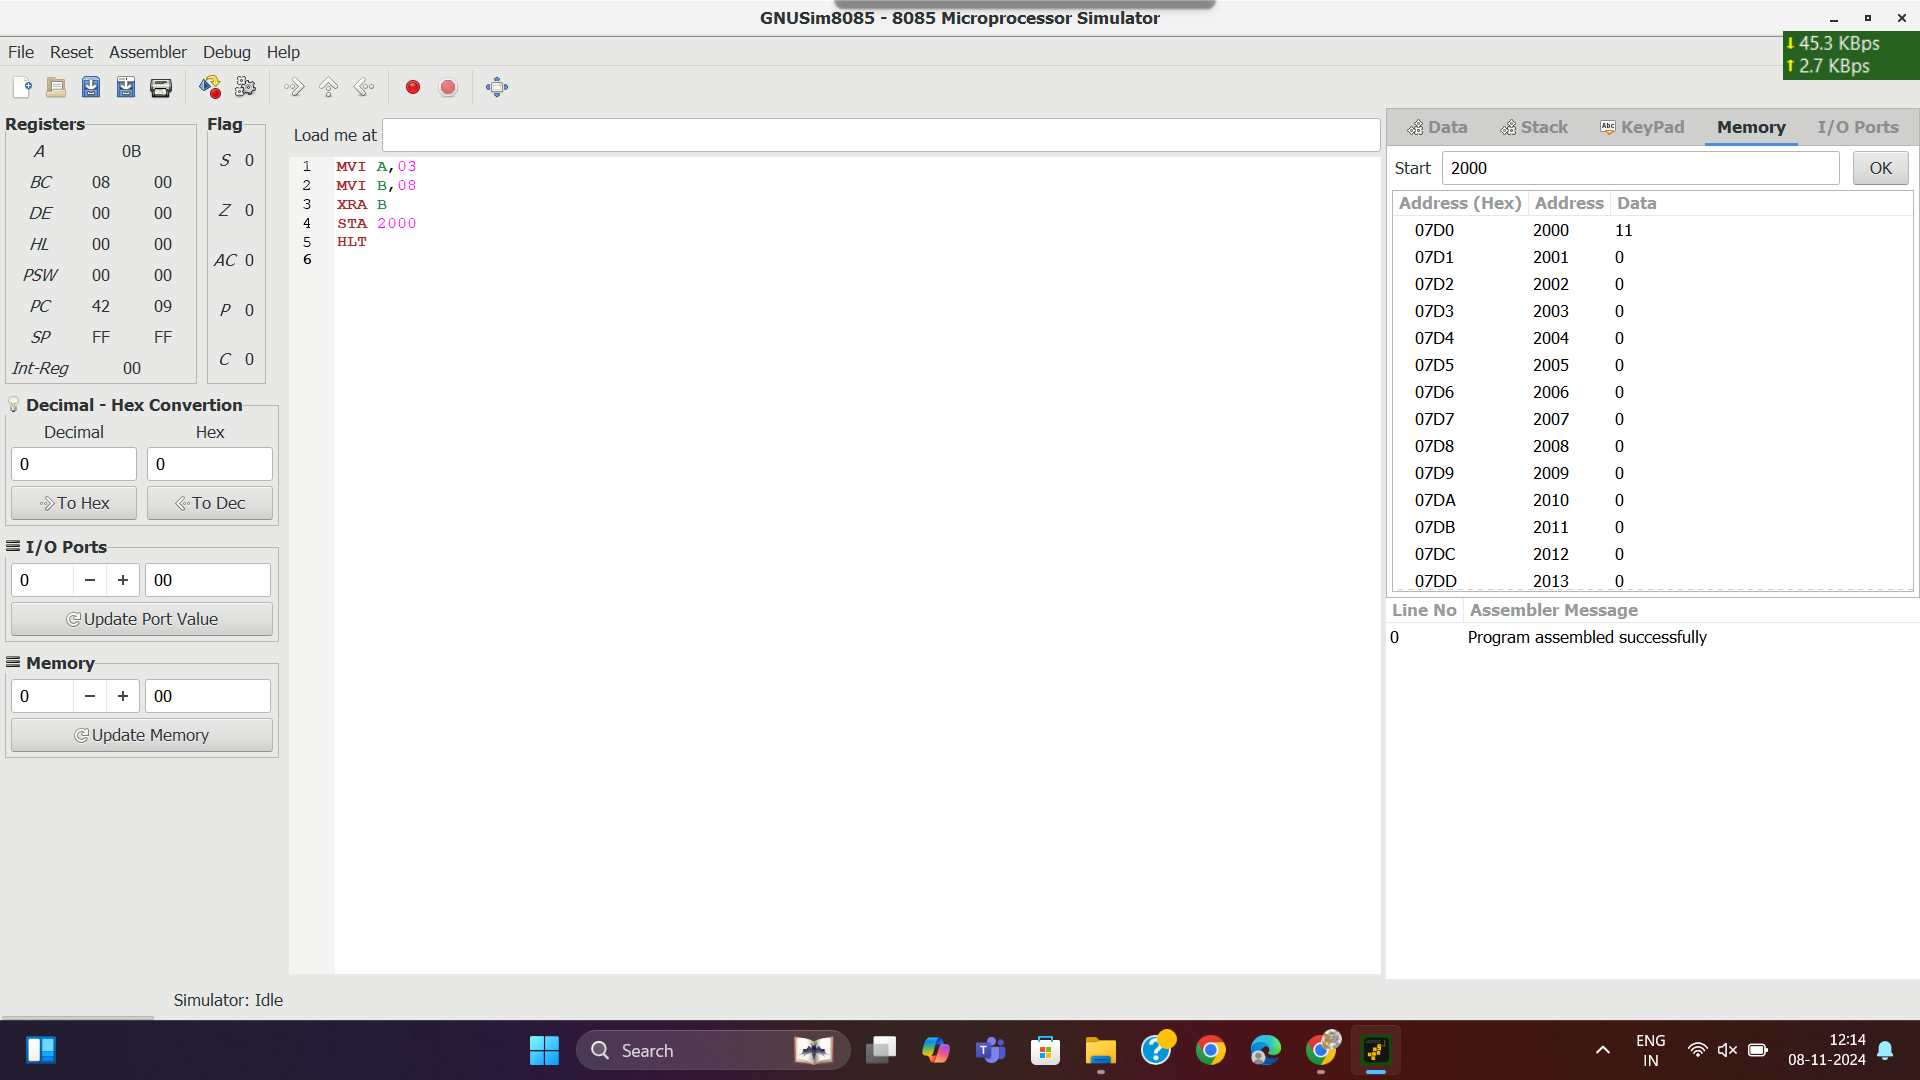 GNUSim8085 - 8085 Microprocessor Simulator
File Reset Assembler Debug Help
45.3 KBps
2.7 KBps
Registers
A 0B
BC 08 00
DE 00 00
HL 00 00
PSW 00 00
PC 42 09
SP FF FF
Int-Reg 00
Flag
S 0
Z 0
AC 0
P 0
C 0
Decimal - Hex Convertion
Decimal Hex
0 0
To Hex To Dec
I/O Ports
0 − + 00
Update Port Value
Memory
0 − + 00
Update Memory
Load me at
1 MVI A,03
2 MVI B,08
3 XRA B
4 STA 2000
5 HLT
6
Data Stack Abc KeyPad Memory I/O Ports
Start 2000 OK
Address (Hex) Address Data
07D0 2000 11
07D1 2001 0
07D2 2002 0
07D3 2003 0
07D4 2004 0
07D5 2005 0
07D6 2006 0
07D7 2007 0
07D8 2008 0
07D9 2009 0
07DA 2010 0
07DB 2011 0
07DC 2012 0
07DD 2013 0
Line No Assembler Message
0 Program assembled successfully
Simulator: Idle
Search
ENG
IN
12:14
08-11-2024